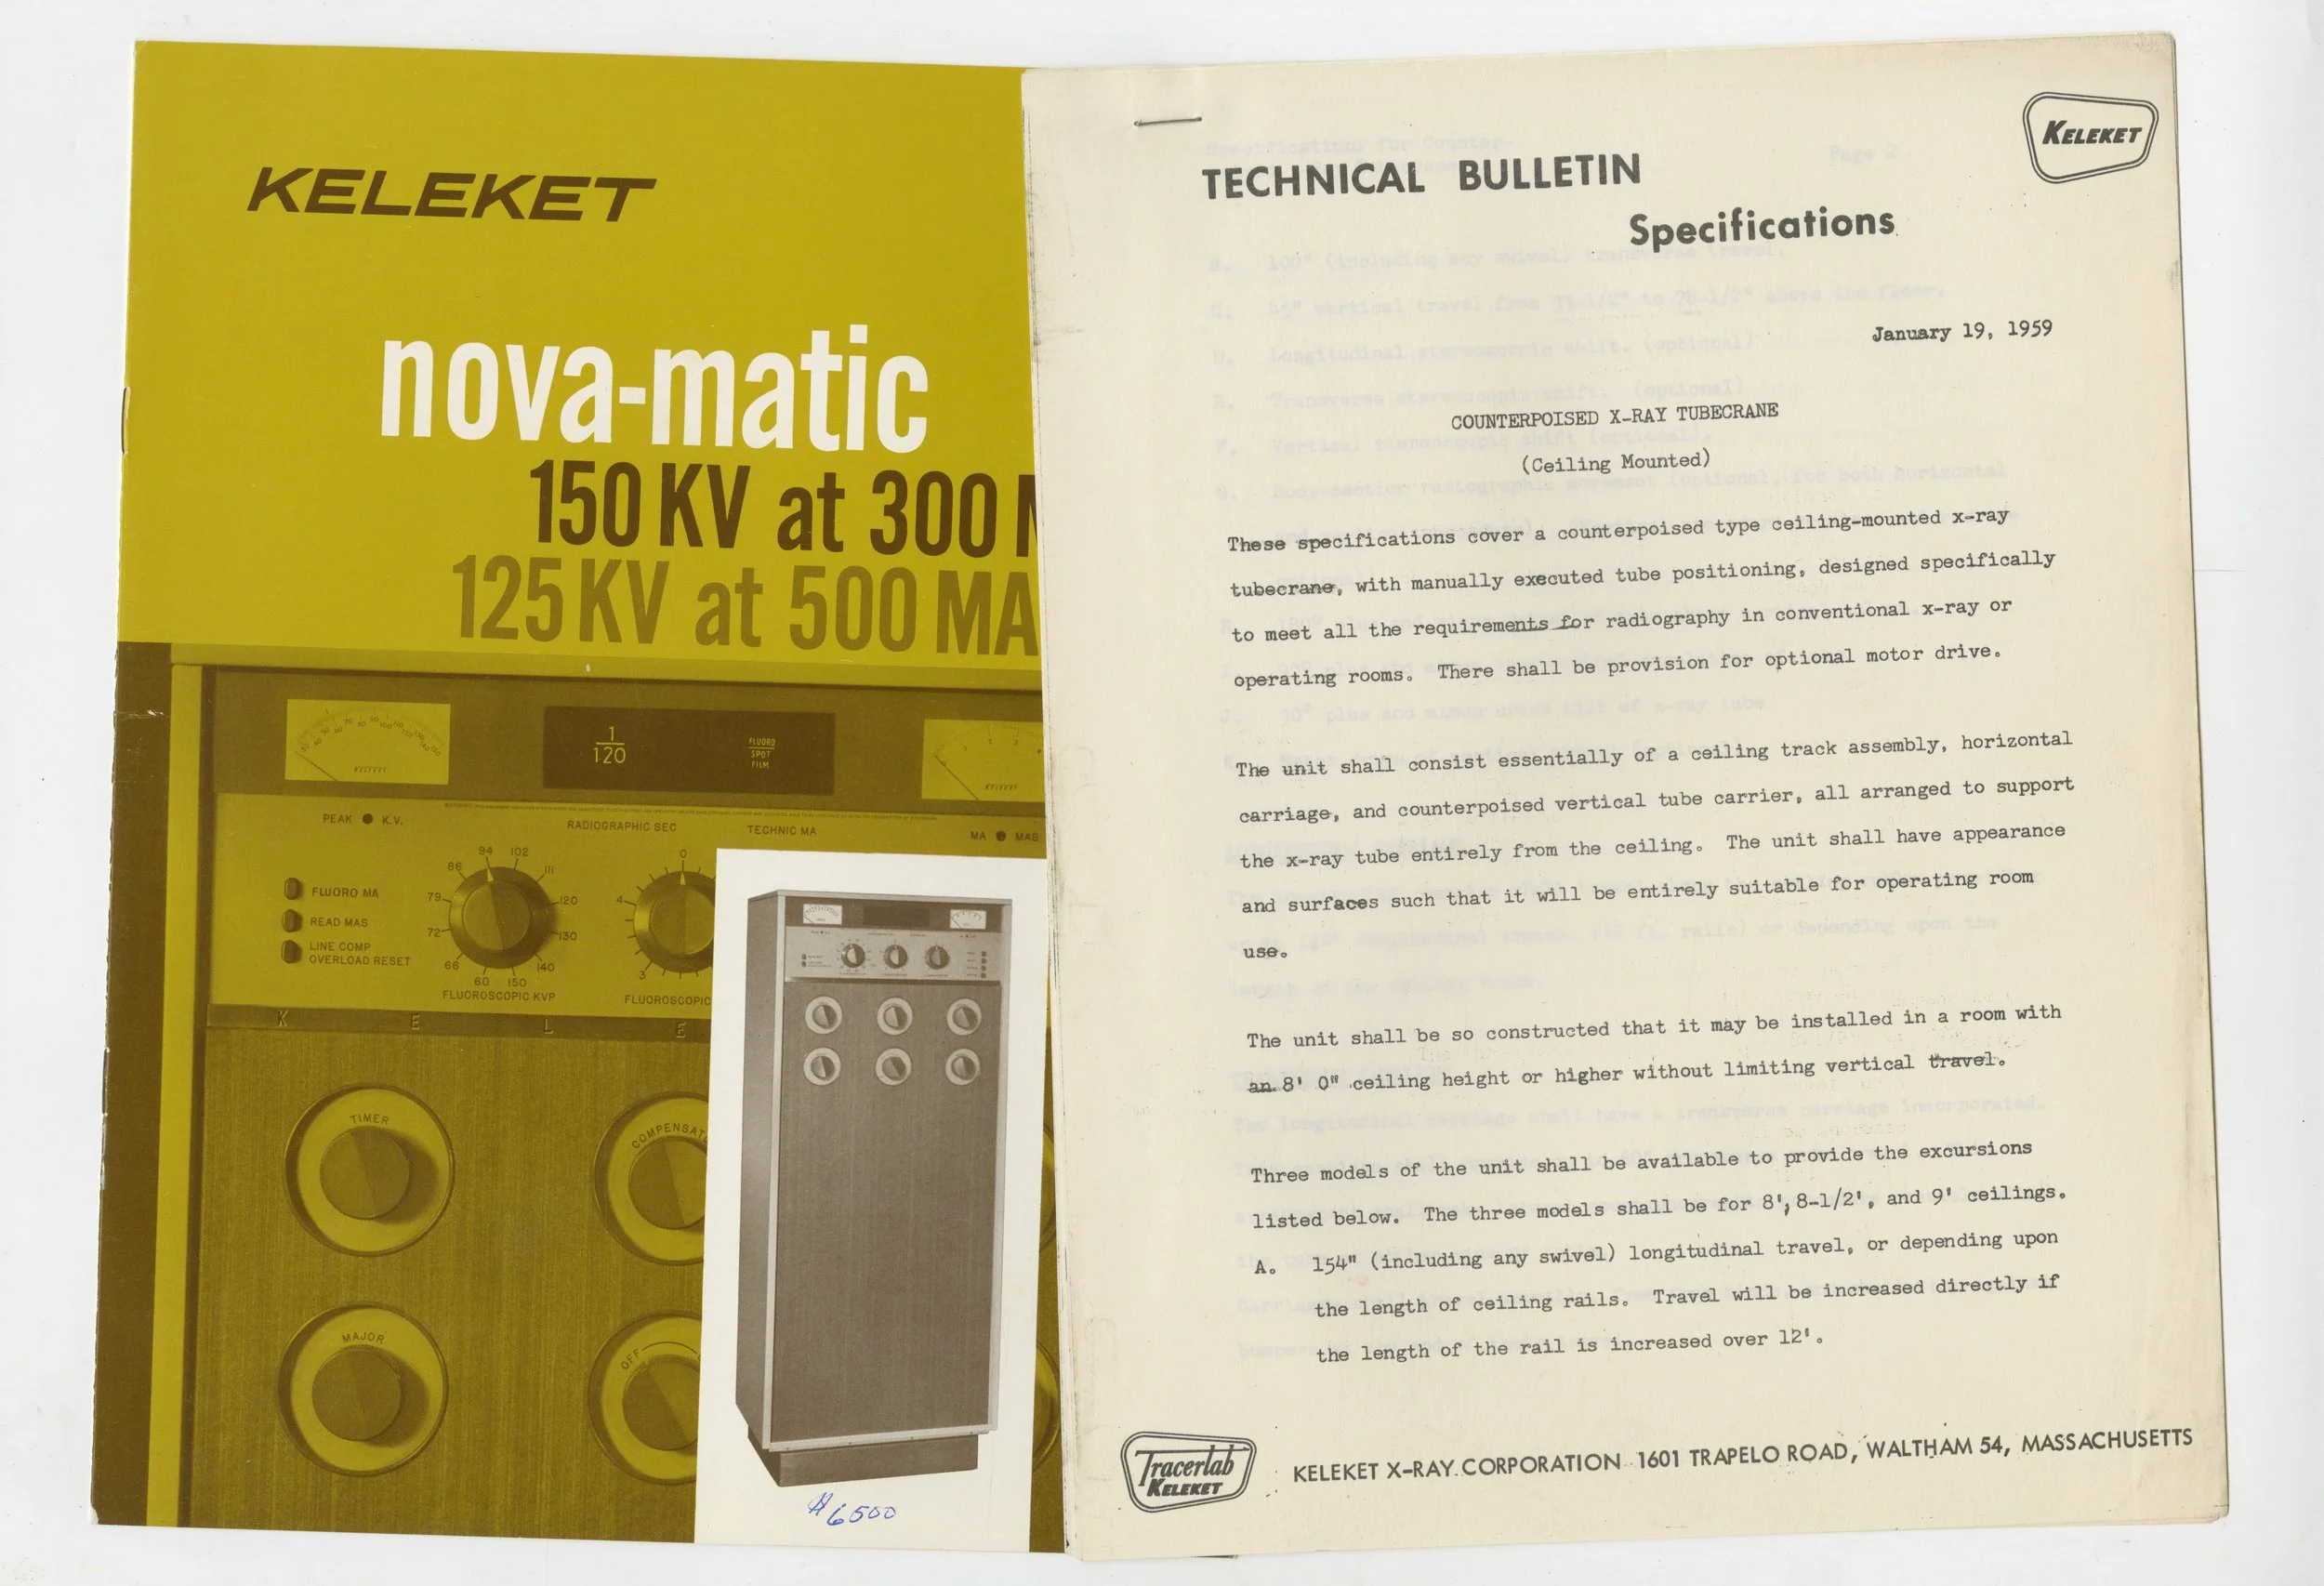 KELEKET
nova-matic
150 KV at 300
125 KV at 500 MA
1
120
FLUORO
SPOT
FILM
KELEKET
KELEKET
PEAK K.V.
RADIOGRAPHIC SEC
TECHNIC MA
MA MAS
FLUORO MA
READ MAS
LINE COMP
OVERLOAD RESET
94 102
86 111
79 120
72 130
66 140
60 150
FLUOROSCOPIC KVP
0
4
3
FLUOROSCOPIC
K E L E
TIMER
COMPENSAT
MAJOR
OFF
#6500
KELEKET
TECHNICAL BULLETIN
Specifications
January 19, 1959
COUNTERPOISED X-RAY TUBECRANE
(Ceiling Mounted)
These specifications cover a counterpoised type ceiling-mounted x-ray
tubecrane, with manually executed tube positioning, designed specifically
to meet all the requirements for radiography in conventional x-ray or
operating rooms. There shall be provision for optional motor drive.
The unit shall consist essentially of a ceiling track assembly, horizontal
carriage, and counterpoised vertical tube carrier, all arranged to support
the x-ray tube entirely from the ceiling. The unit shall have appearance
and surfaces such that it will be entirely suitable for operating room
use.
The unit shall be so constructed that it may be installed in a room with
an 8' 0" ceiling height or higher without limiting vertical travel.
Three models of the unit shall be available to provide the excursions
listed below. The three models shall be for 8', 8-1/2', and 9' ceilings.
A. 154" (including any swivel) longitudinal travel, or depending upon
the length of ceiling rails. Travel will be increased directly if
the length of the rail is increased over 12'.
Tracerlab
KELEKET
KELEKET X-RAY CORPORATION 1601 TRAPELO ROAD, WALTHAM 54, MASSACHUSETTS